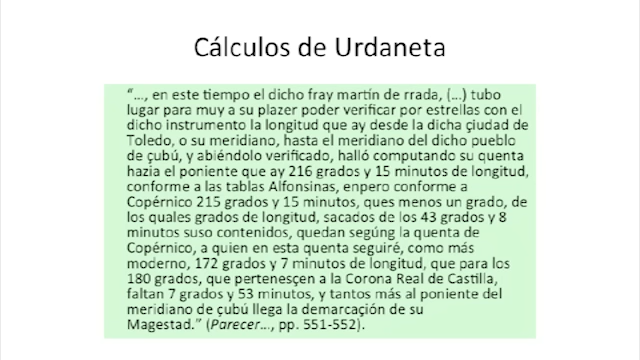 Cálculos de Urdaneta
“..., en este tiempo el dicho fray martín de rrada, (...) tubo
lugar para muy a su plazer poder verificar por estrellas con el
dicho instrumento la longitud que ay desde la dicha çiudad de
Toledo, o su meridiano, hasta el meridiano del dicho pueblo
de çubú, y abiéndolo verificado, halló computando su quenta
hazia el poniente que ay 216 grados y 15 minutos de longitud,
conforme a las tablas Alfonsinas, enpero conforme a
Copérnico 215 grados y 15 minutos, ques menos un grado, de
los quales grados de longitud, sacados de los 43 grados y 8
minutos suso contenidos, quedan segúng la quenta de
Copérnico, a quien en esta quenta seguiré, como más
moderno, 172 grados y 7 minutos de longitud, que para los
180 grados, que pertenesçen a la Corona Real de Castilla,
faltan 7 grados y 53 minutos, y tantos más al poniente del
meridiano de çubú llega la demarcación de su
Magestad.” (Parecer..., pp. 551-552).